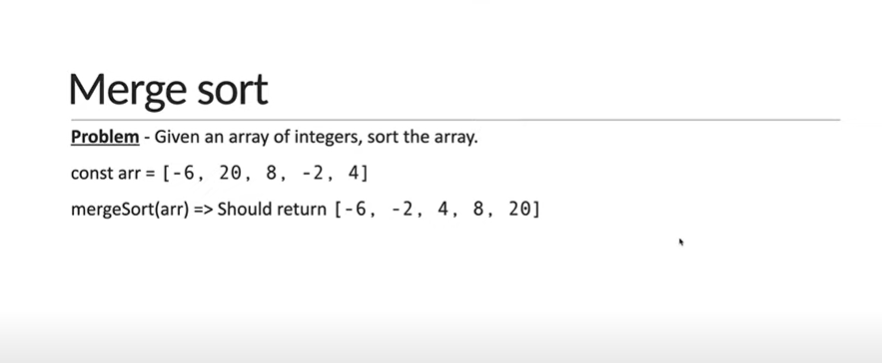 Merge sort
Problem - Given an array of integers, sort the array.
const arr = [-6, 20, 8, -2, 4]
mergeSort(arr) => Should return [-6, -2, 4, 8, 20]